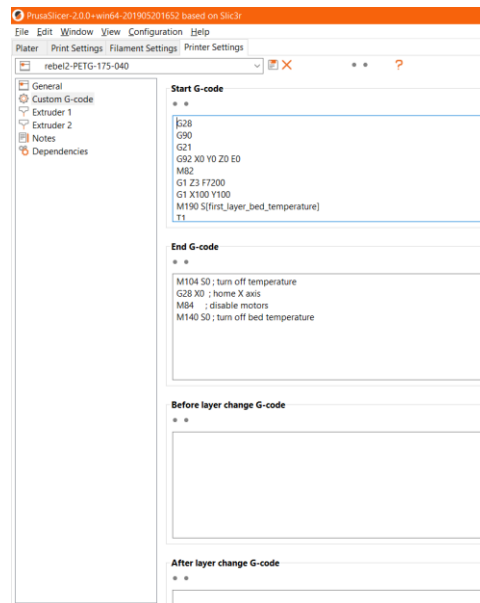 PrusaSlicer-2.0.0+win64-201905201652 based on Slic3r
File Edit Window View Configuration Help
Plater Print Settings Filament Settings Printer Settings
rebel2-PETG-175-040
?
General
Custom G-code
Extruder 1
Extruder 2
Notes
Dependencies
Start G-code
G28
G90
G21
G92 X0 Y0 Z0 E0
M82
G1 Z3 F7200
G1 X100 Y100
M190 S{first_layer_bed_temperature}
T1
End G-code
M104 S0 ; turn off temperature
G28 X0 ; home X axis
M84 ; disable motors
M140 S0 ; turn off bed temperature
Before layer change G-code
After layer change G-code